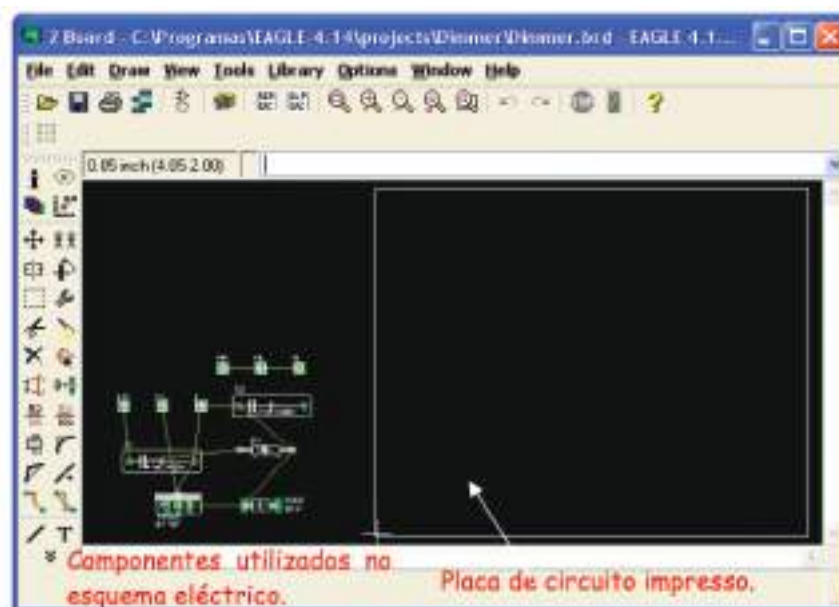 2 Board - C:\Programas\EAGLE-4.14\projects\Dimmer\Dimmer.brd - EAGLE 4.1...
File Edit Draw View Tools Library Options Window Help
0.05 inch (4.05 2.00)
Componentes utilizados no
esquema eléctrico.
Placa de circuito impresso.